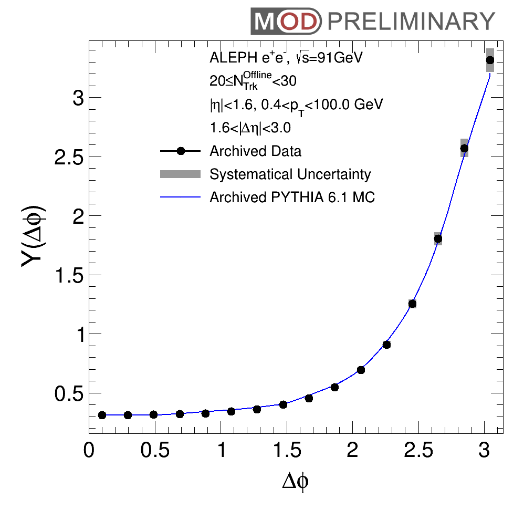 MOD PRELIMINARY
ALEPH e⁺e⁻, √s=91GeV
20≤N_Trk^Offline<30
|η|<1.6, 0.4<p_T<100.0 GeV
1.6<|Δη|<3.0
Archived Data
Systematical Uncertainty
Archived PYTHIA 6.1 MC
Y(Δϕ)
3
2.5
2
1.5
1
0.5
0 0.5 1 1.5 2 2.5 3
Δϕ